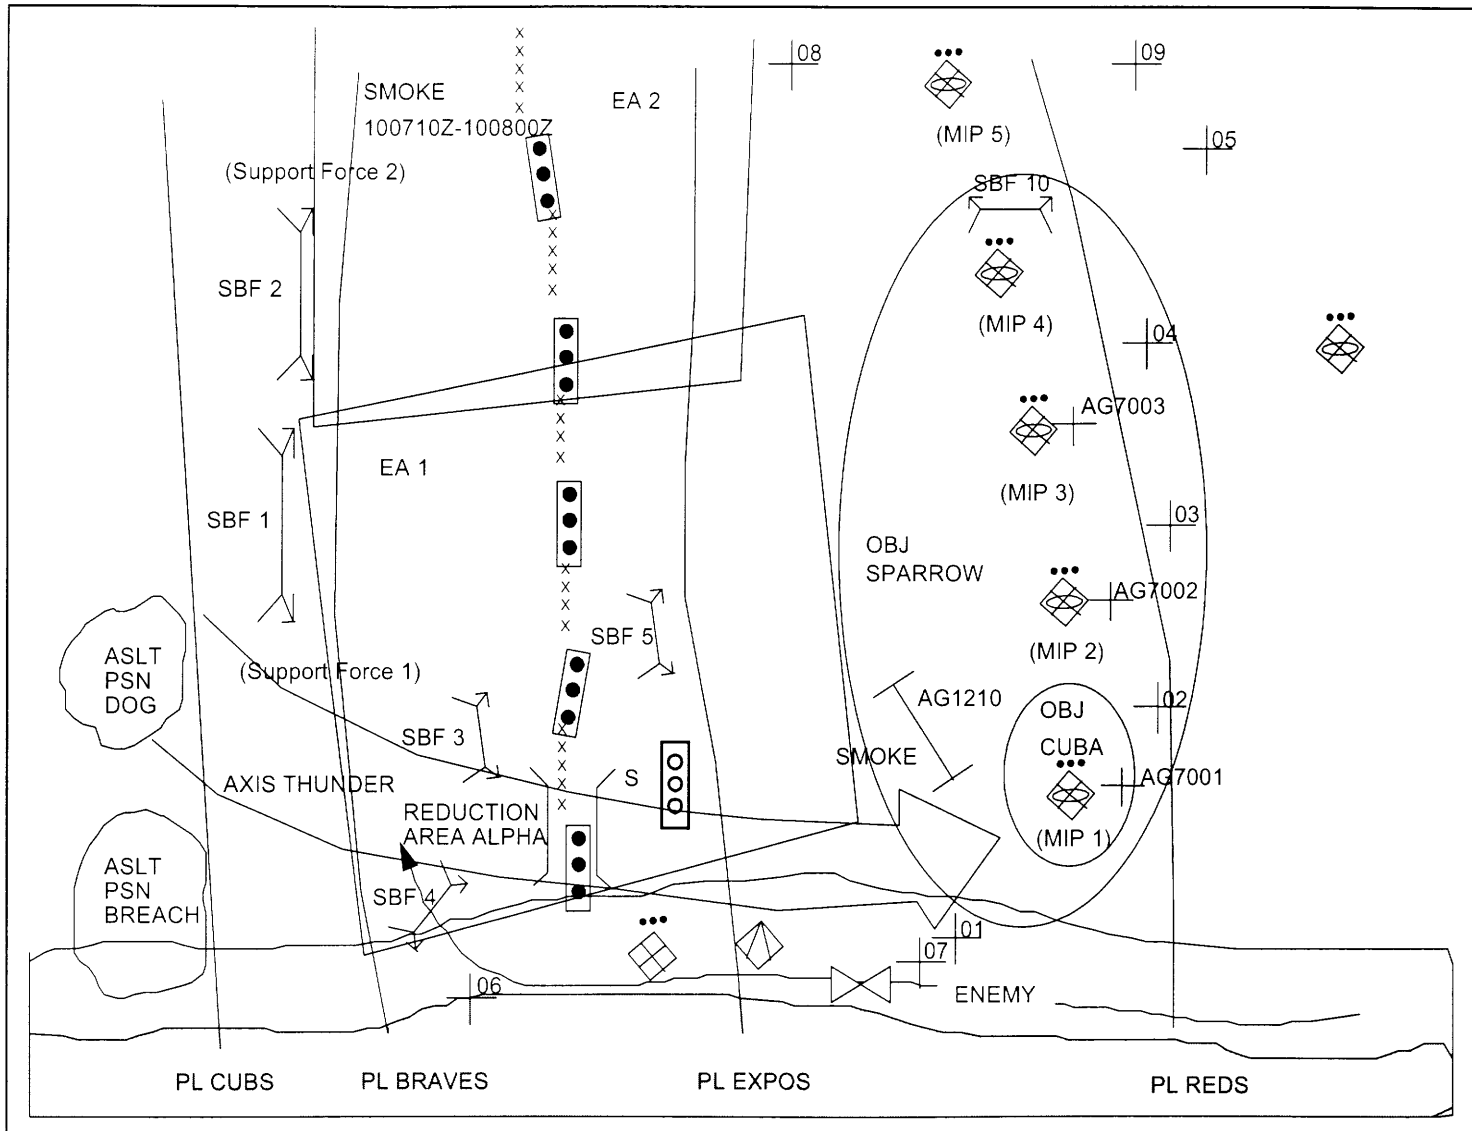 08
09
SMOKE
100710Z-100800Z
EA 2
(MIP 5)
05
(Support Force 2)
SBF 10
SBF 2
(MIP 4)
04
AG7003
EA 1
(MIP 3)
SBF 1
03
OBJ
SPARROW
AG7002
SBF 5
(MIP 2)
ASLT
PSN
DOG
(Support Force 1)
AG1210
02
OBJ
CUBA
SBF 3
SMOKE
S
AG7001
AXIS THUNDER
REDUCTION
AREA ALPHA
(MIP 1)
ASLT
PSN
BREACH
SBF 4
01
07
06
ENEMY
PL CUBS
PL BRAVES
PL EXPOS
PL REDS